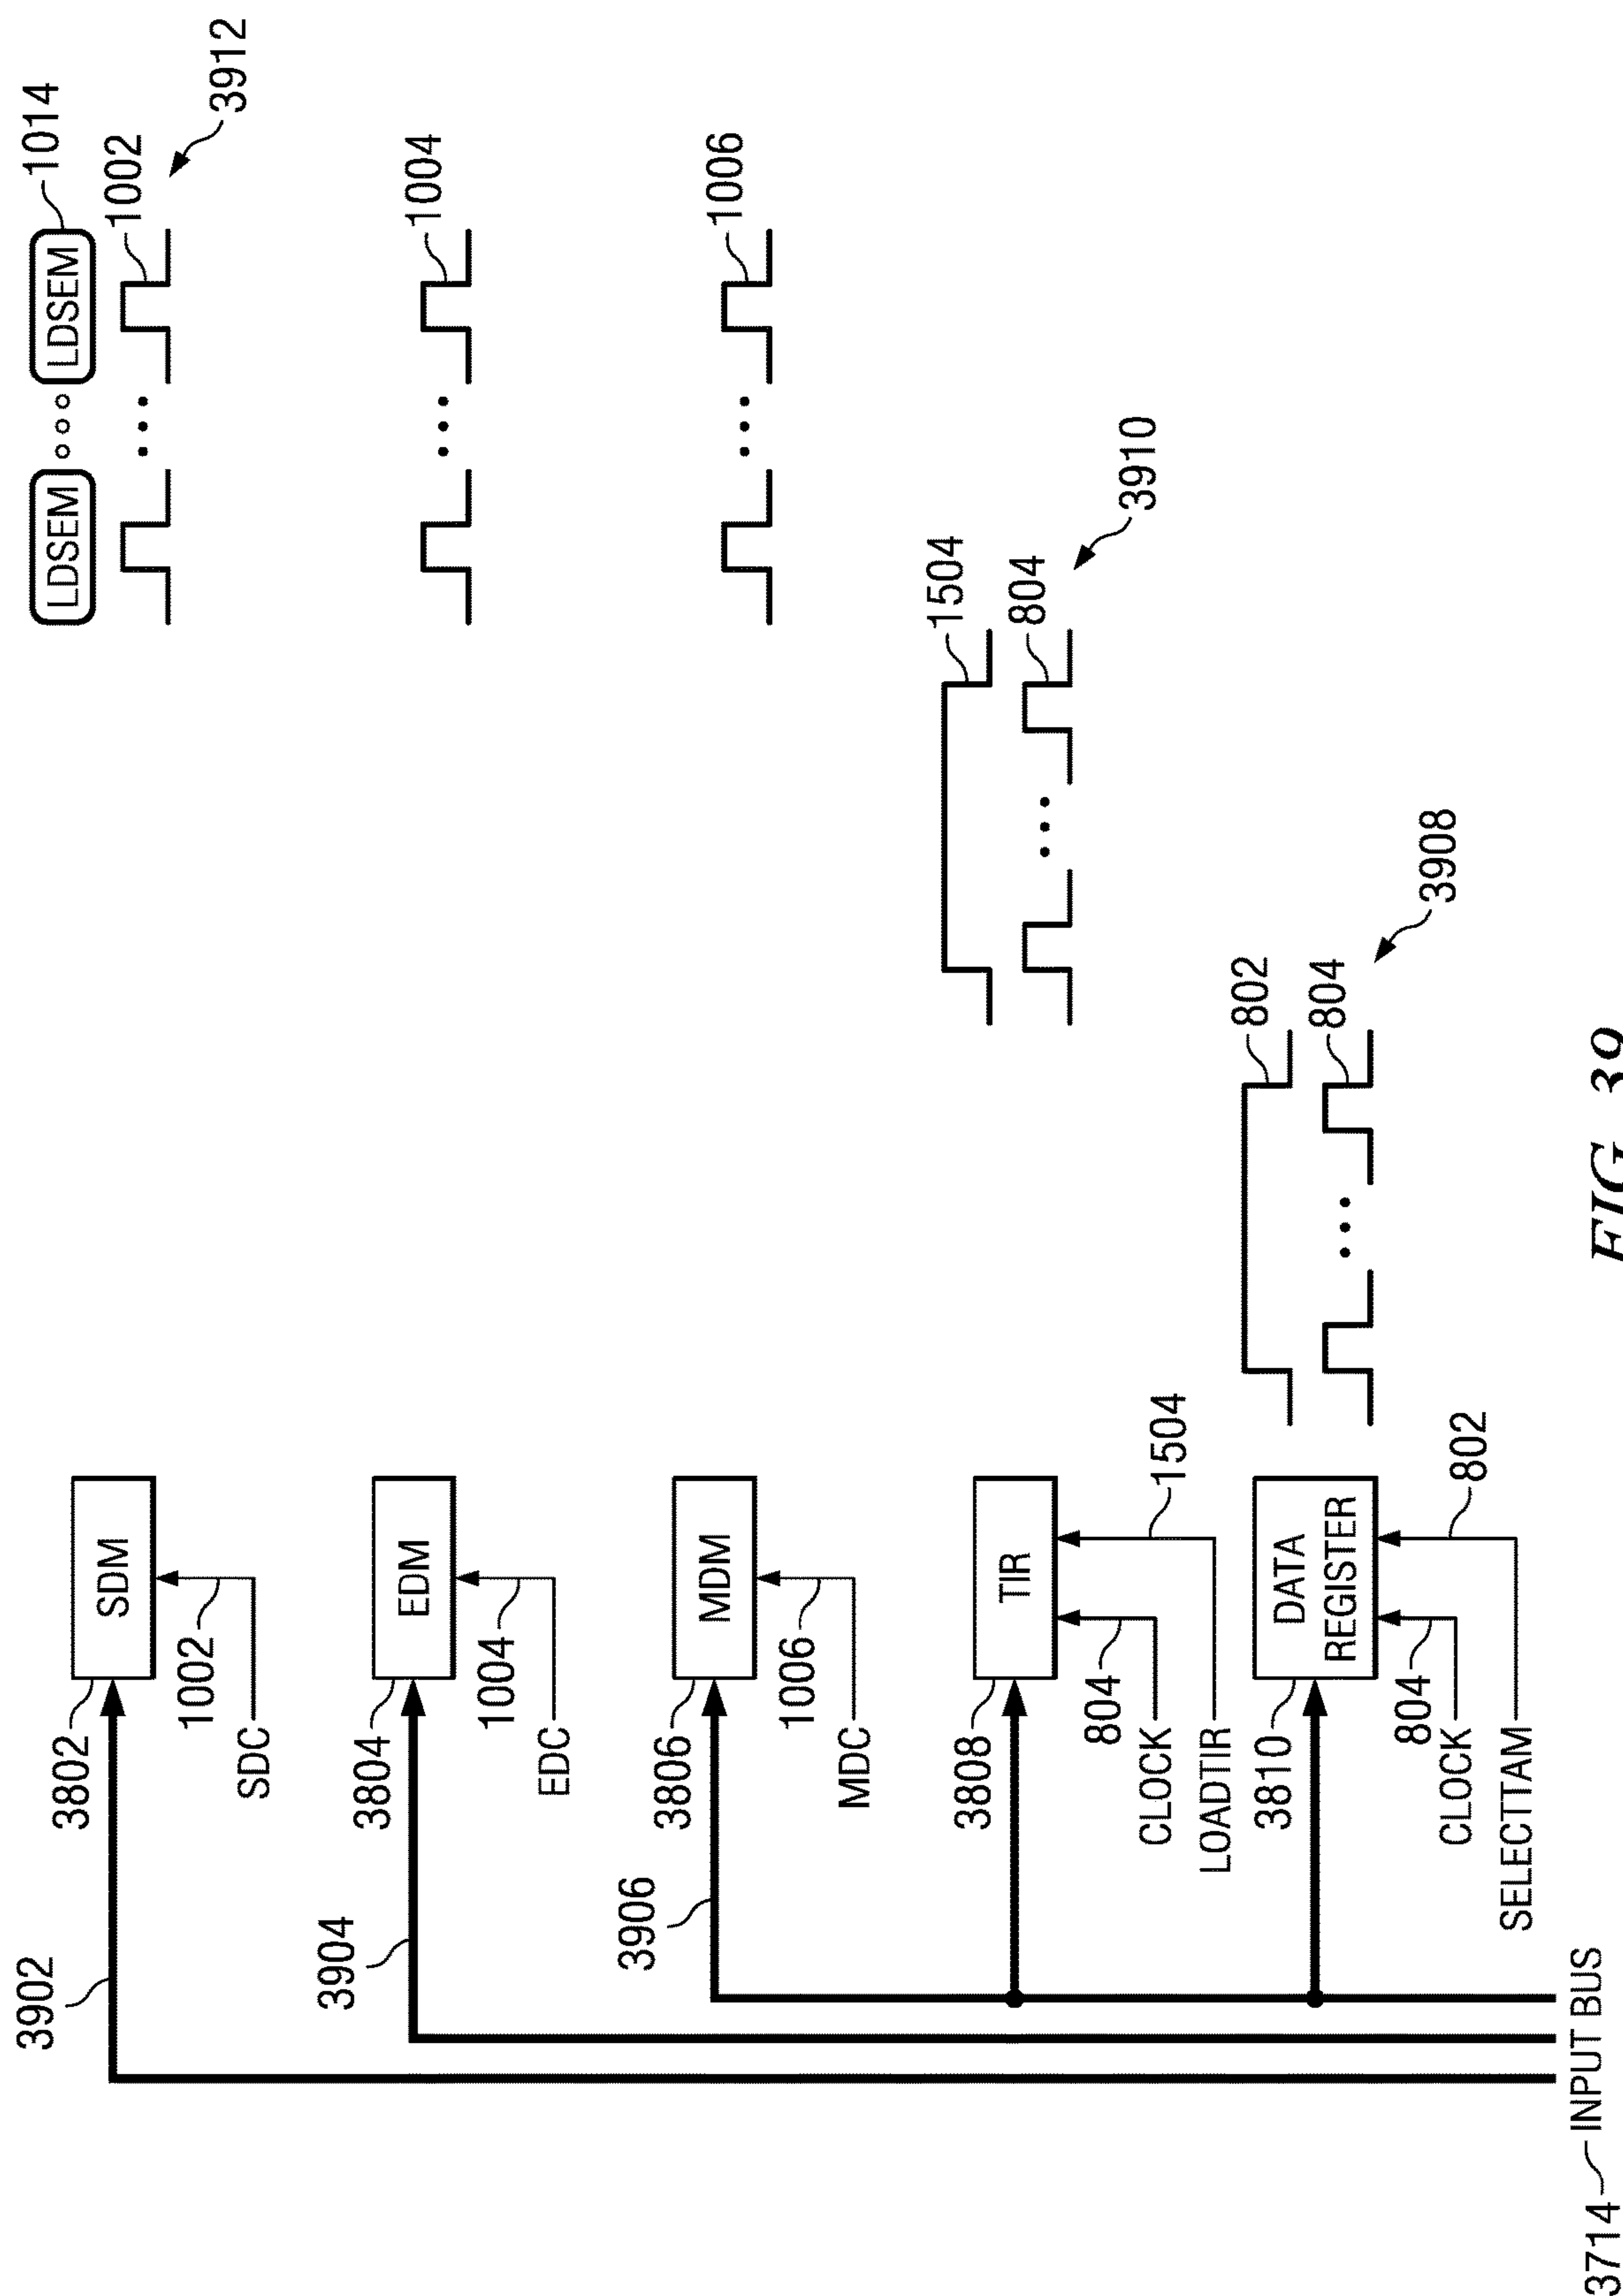 3902
3802
SDM
1002
SDC
LDSEM
LDSEM
1014
1002
3912
3904
3804
EDM
1004
EDC
1004
3906
3806
MDM
1006
MDC
1006
3808
TIR
804
CLOCK
LOADTIR
1504
1504
804
3910
3810
DATA
REGISTER
804
CLOCK
SELECTTAM
802
802
804
3908
3714 INPUT BUS
FIG. 39